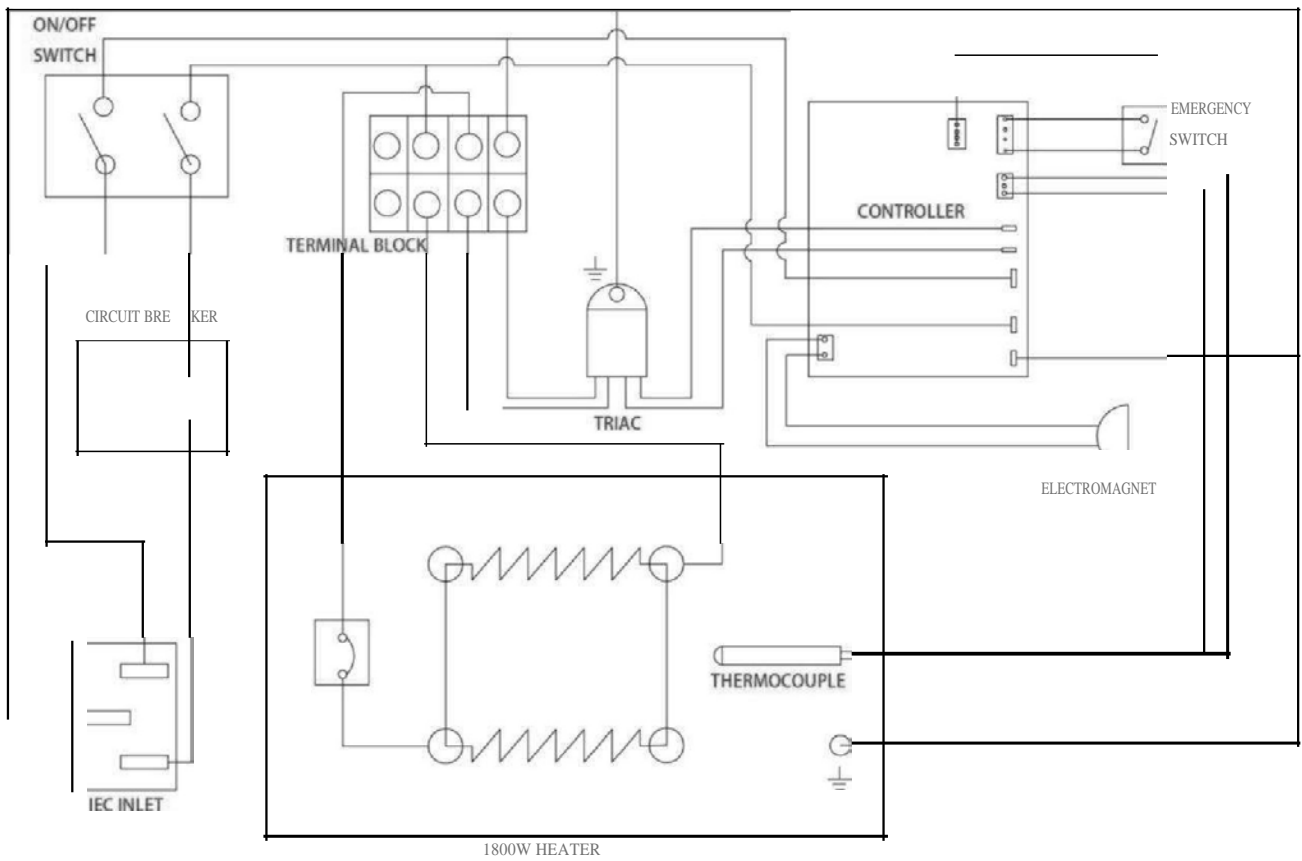 ON/OFF
SWITCH
EMERGENCY
SWITCH
CONTROLLER
TERMINAL BLOCK
CIRCUIT BRE KER
TRIAC
ELECTROMAGNET
THERMOCOUPLE
IEC INLET
1800W HEATER